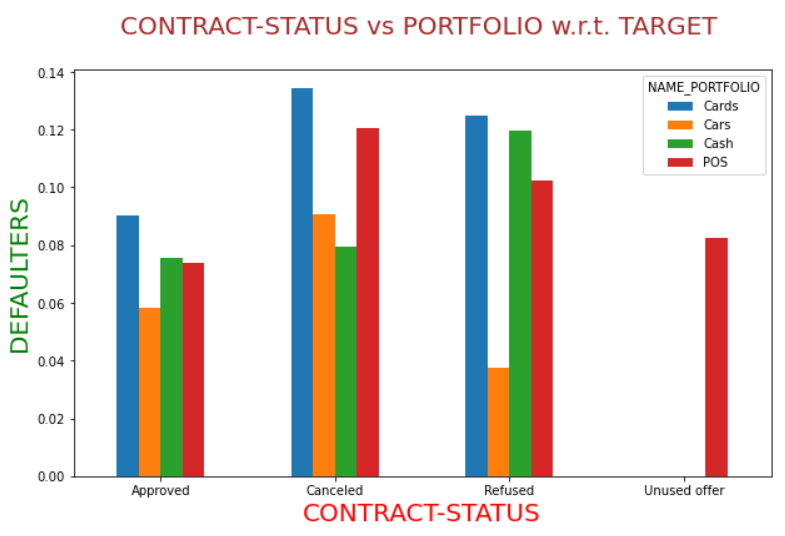 CONTRACT-STATUS vs PORTFOLIO w.r.t. TARGET
NAME_PORTFOLIO
Cards
Cars
Cash
POS
DEFAULTERS
0.14
0.12
0.10
0.08
0.06
0.04
0.02
0.00
Approved
Canceled
Refused
Unused offer
CONTRACT-STATUS